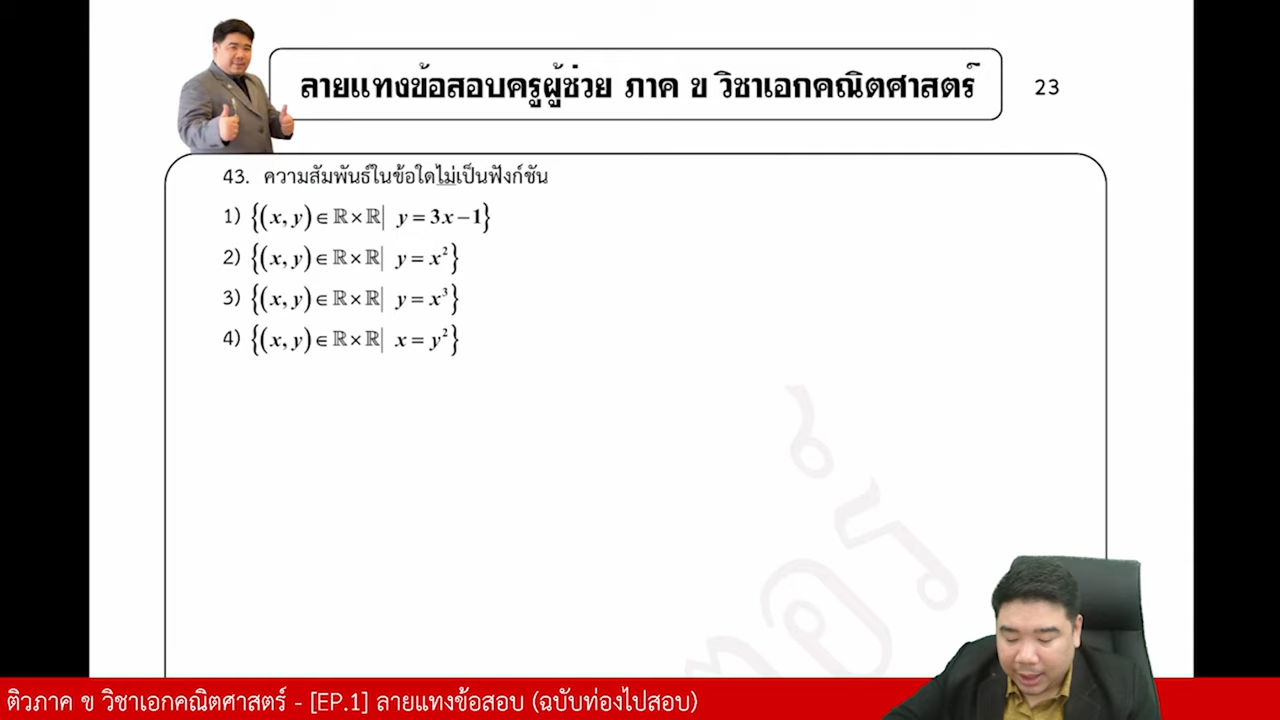 ลายแทงข้อสอบครูผู้ช่วย ภาค ข วิชาเอกคณิตศาสตร์
23
43. ความสัมพันธ์ในข้อใดไม่เป็นฟังก์ชัน
1) {(x, y) ∈ ℝ × ℝ | y = 3x − 1}
2) {(x, y) ∈ ℝ × ℝ | y = x²}
3) {(x, y) ∈ ℝ × ℝ | y = x³}
4) {(x, y) ∈ ℝ × ℝ | x = y²}
ติวภาค ข วิชาเอกคณิตศาสตร์ - [EP.1] ลายแทงข้อสอบ (ฉบับท่องไปสอบ)